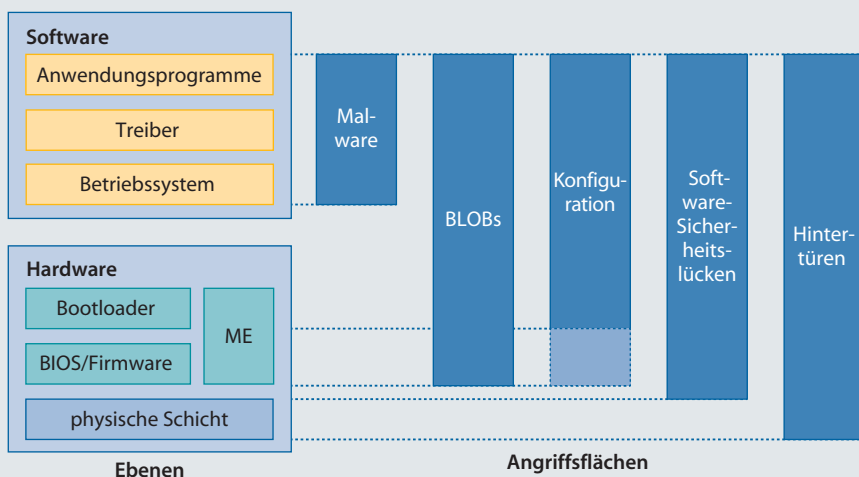 Software
Anwendungsprogramme
Treiber
Betriebssystem
Hardware
Bootloader
BIOS/Firmware
ME
physische Schicht
Ebenen
Mal-
ware
BLOBs
Konfigu-
ration
Soft-
ware-
Sicher-
heits-
lücken
Hinter-
türen
Angriffsflächen